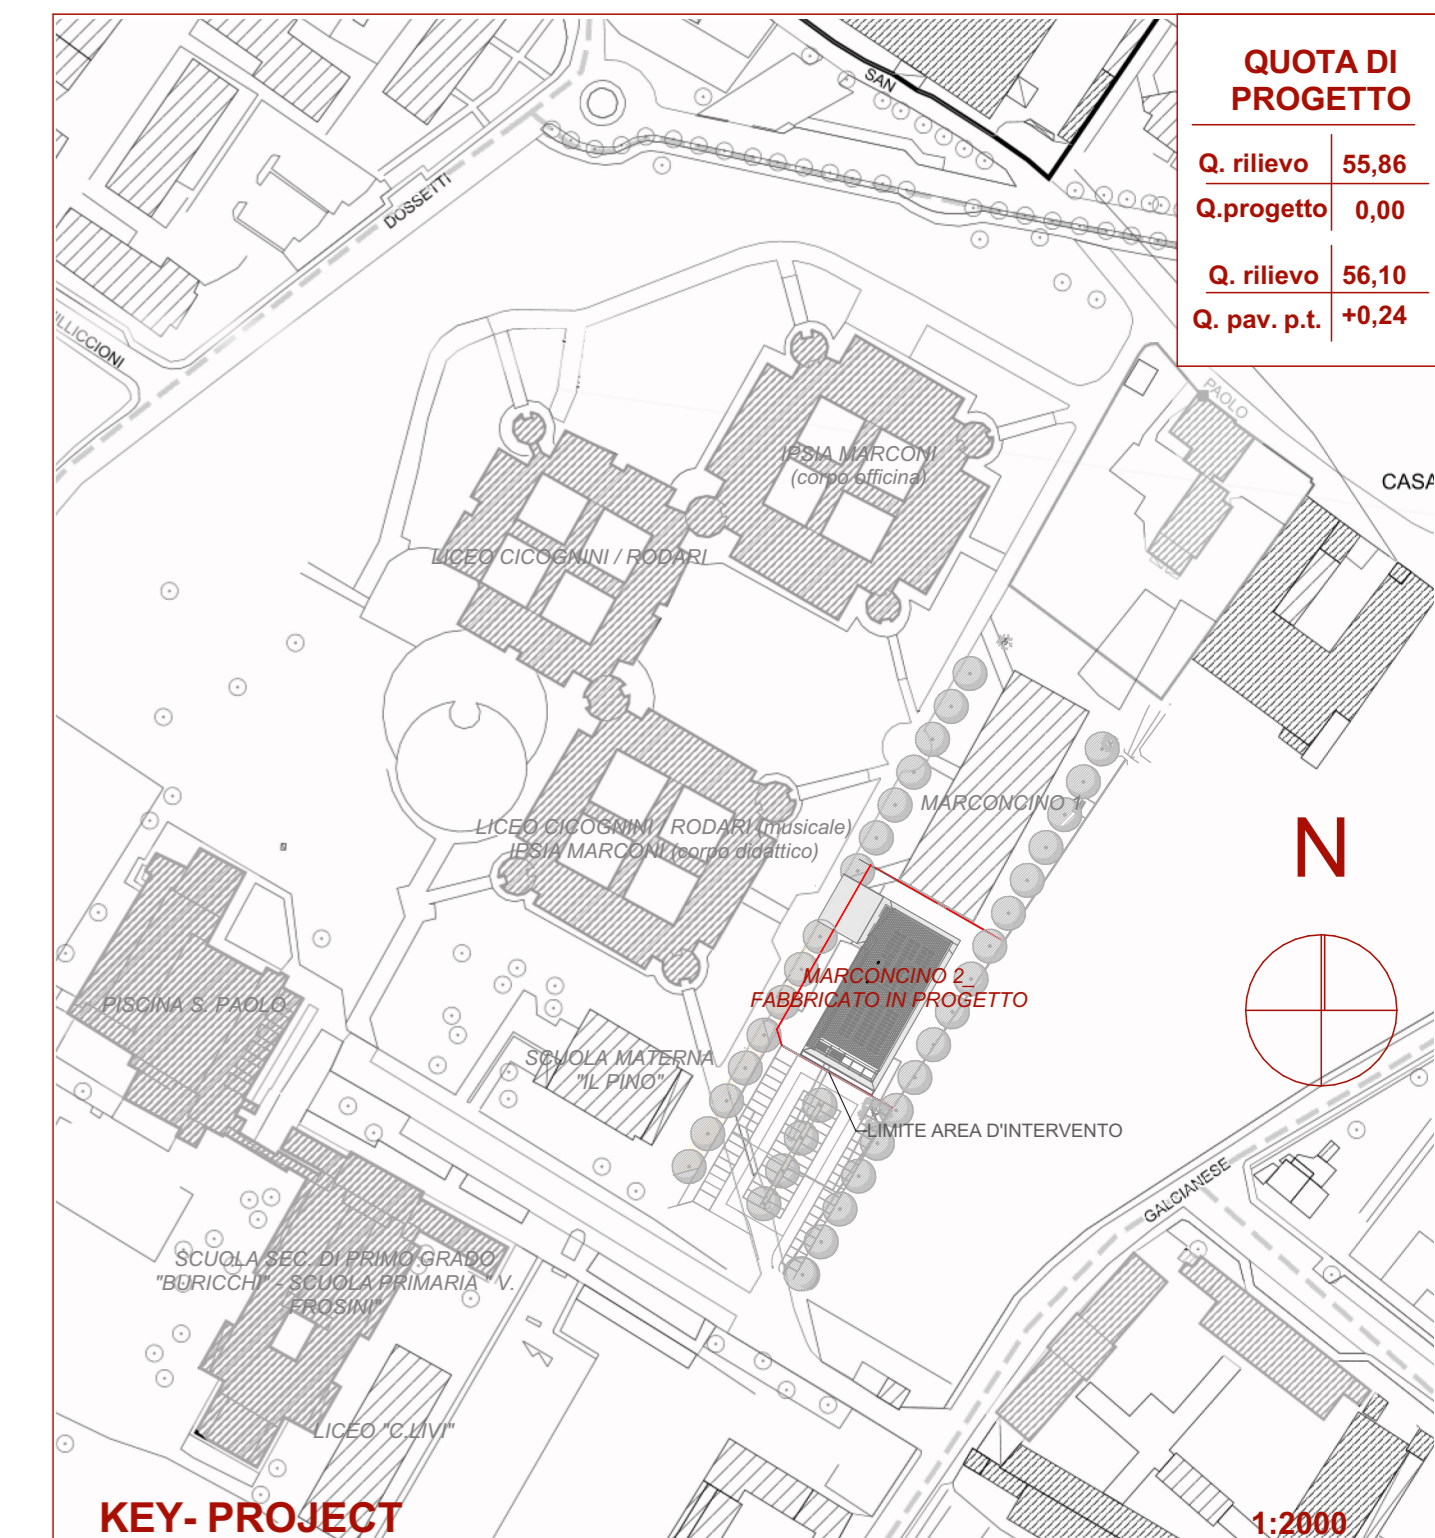 QUOTA DI
PROGETTO
Q. rilievo 55,86
Q.progetto 0,00
Q. rilievo 56,10
Q. pav. p.t. +0,24
SAN
DOSSETTI
ILLICCIONI
PAOLO
CASA
IPSIA MARCONI
(corpo officina)
LICEO CICOGNINI / RODARI
MARCONCINO 1
LICEO CICOGNINI / RODARI (musicale)
IPSIA MARCONI (corpo didattico)
N
MARCONCINO 2_
FABBRICATO IN PROGETTO
PISCINA S. PAOLO
SCUOLA MATERNA
"IL PINO"
LIMITE AREA D'INTERVENTO
GALCIANESE
SCUOLA SEC. DI PRIMO GRADO
"BURICCHI" - SCUOLA PRIMARIA " V.
FROSINI"
LICEO "C.LIVI"
KEY- PROJECT
1:2000